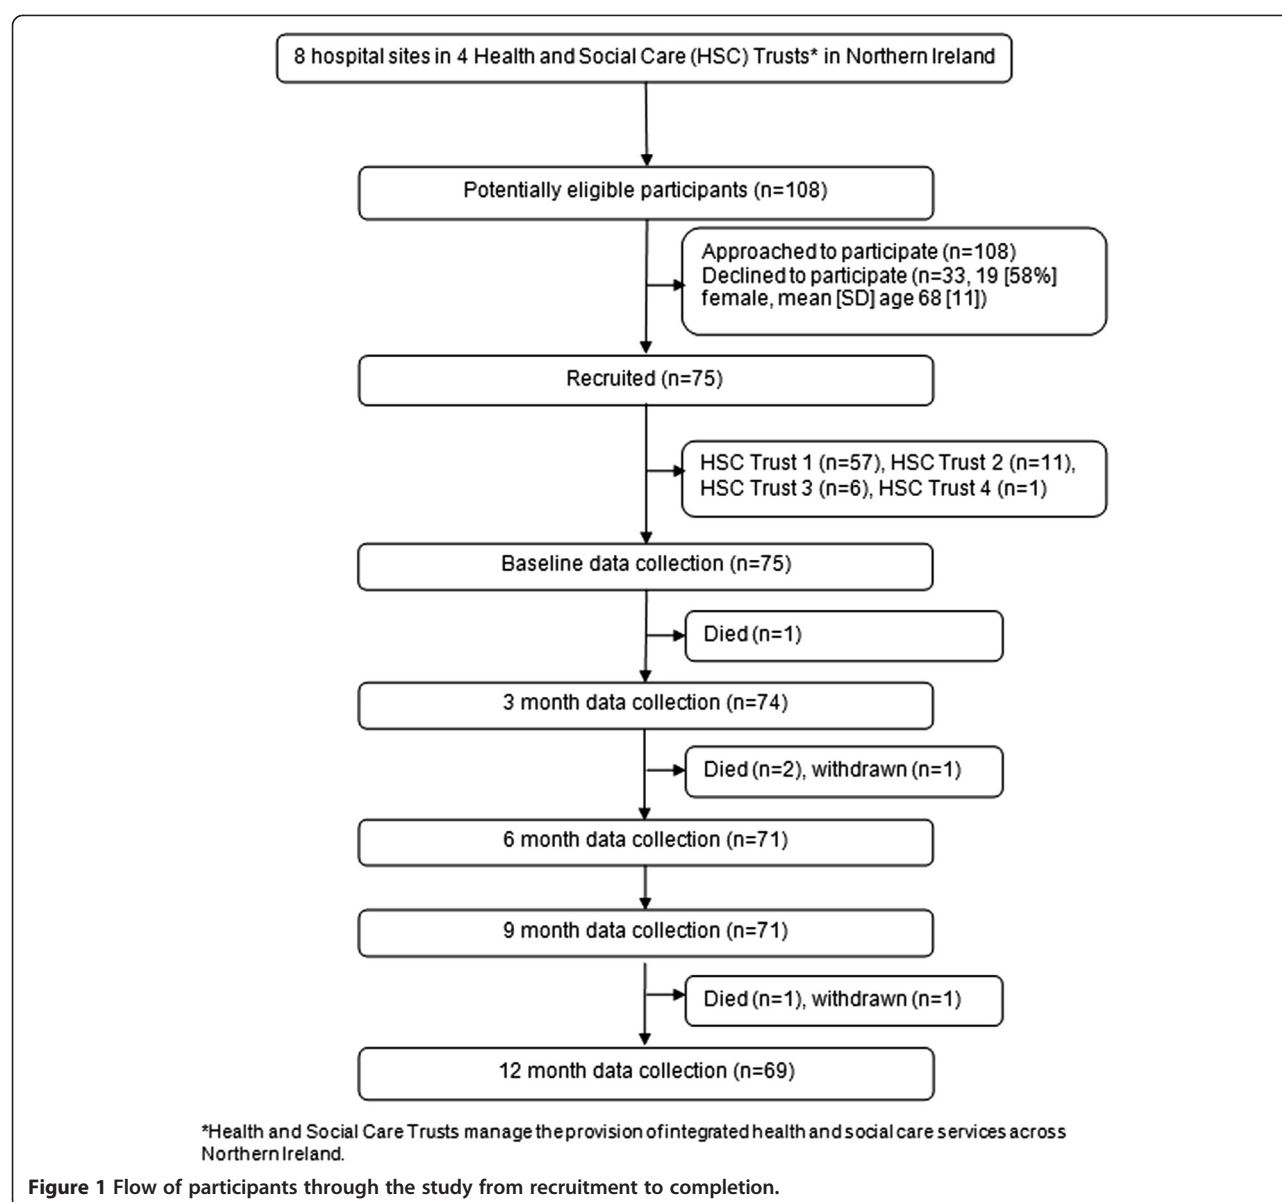 8 hospital sites in 4 Health and Social Care (HSC) Trusts* in Northern Ireland
Potentially eligible participants (n=108)
Approached to participate (n=108)
Declined to participate (n=33, 19 [58%]
female, mean [SD] age 68 [11])
Recruited (n=75)
HSC Trust 1 (n=57), HSC Trust 2 (n=11),
HSC Trust 3 (n=6), HSC Trust 4 (n=1)
Baseline data collection (n=75)
Died (n=1)
3 month data collection (n=74)
Died (n=2), withdrawn (n=1)
6 month data collection (n=71)
9 month data collection (n=71)
Died (n=1), withdrawn (n=1)
12 month data collection (n=69)
*Health and Social Care Trusts manage the provision of integrated health and social care services across
Northern Ireland.
Figure 1 Flow of participants through the study from recruitment to completion.